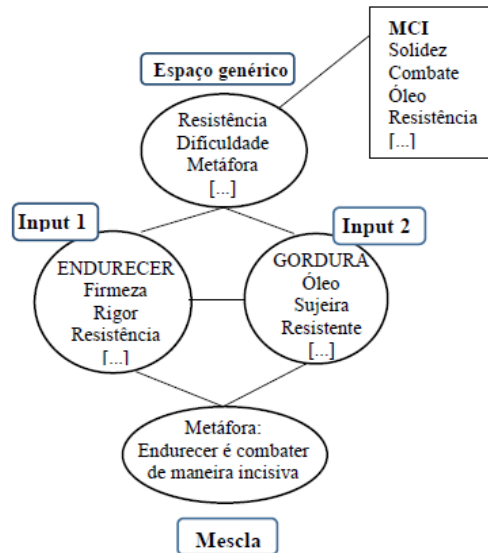 MCI
Solidez
Combate
Óleo
Resistência
[...]
Espaço genérico
Resistência
Dificuldade
Metáfora
[...]
Input 1
ENDURECER
Firmeza
Rigor
Resistência
[...]
Input 2
GORDURA
Óleo
Sujeira
Resistente
[...]
Metáfora:
Endurecer é combater
de maneira incisiva
Mescla